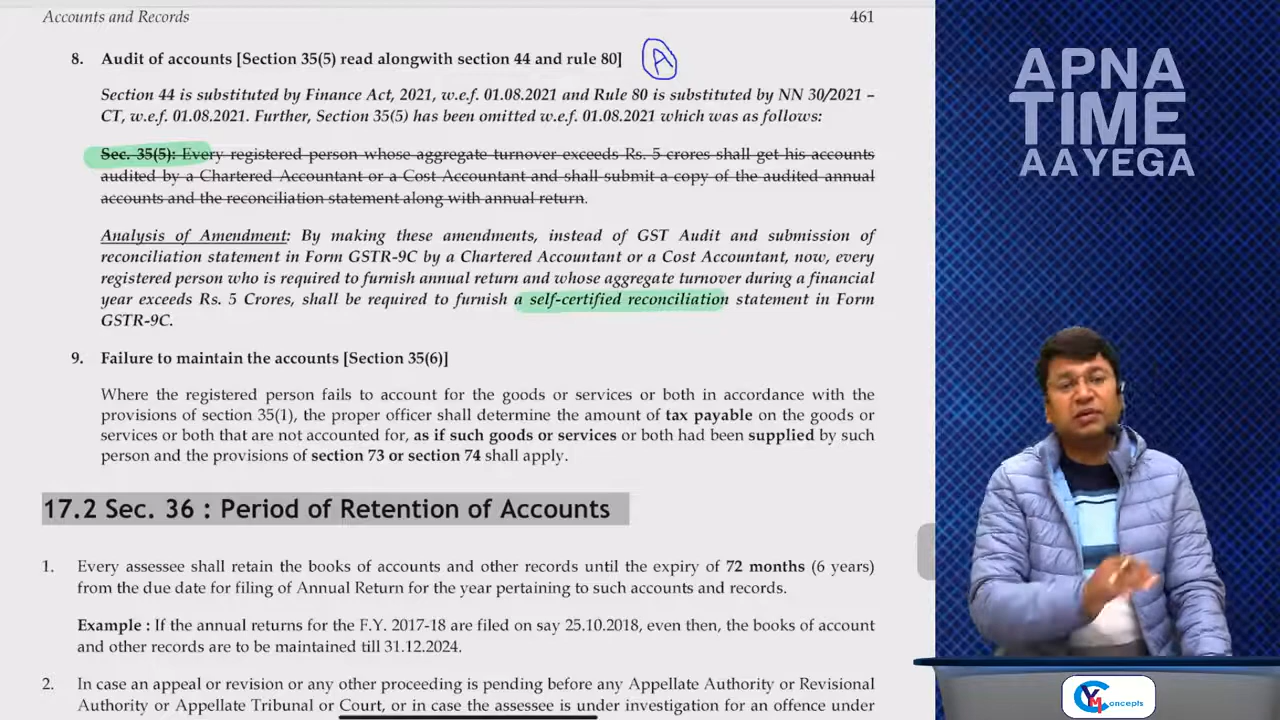 Accounts and Records 461
8. Audit of accounts [Section 35(5) read alongwith section 44 and rule 80] A
Section 44 is substituted by Finance Act, 2021, w.e.f. 01.08.2021 and Rule 80 is substituted by NN 30/2021 –
CT, w.e.f. 01.08.2021. Further, Section 35(5) has been omitted w.e.f. 01.08.2021 which was as follows:
Sec. 35(5): Every registered person whose aggregate turnover exceeds Rs. 5 crores shall get his accounts
audited by a Chartered Accountant or a Cost Accountant and shall submit a copy of the audited annual
accounts and the reconciliation statement along with annual return.
Analysis of Amendment: By making these amendments, instead of GST Audit and submission of
reconciliation statement in Form GSTR-9C by a Chartered Accountant or a Cost Accountant, now, every
registered person who is required to furnish annual return and whose aggregate turnover during a financial
year exceeds Rs. 5 Crores, shall be required to furnish a self-certified reconciliation statement in Form
GSTR-9C.
9. Failure to maintain the accounts [Section 35(6)]
Where the registered person fails to account for the goods or services or both in accordance with the
provisions of section 35(1), the proper officer shall determine the amount of tax payable on the goods or
services or both that are not accounted for, as if such goods or services or both had been supplied by such
person and the provisions of section 73 or section 74 shall apply.
17.2 Sec. 36 : Period of Retention of Accounts
1. Every assessee shall retain the books of accounts and other records until the expiry of 72 months (6 years)
from the due date for filing of Annual Return for the year pertaining to such accounts and records.
Example : If the annual returns for the F.Y. 2017-18 are filed on say 25.10.2018, even then, the books of account
and other records are to be maintained till 31.12.2024.
2. In case an appeal or revision or any other proceeding is pending before any Appellate Authority or Revisional
Authority or Appellate Tribunal or Court, or in case the assessee is under investigation for an offence under
APNA
TIME
AAYEGA
YM Concepts